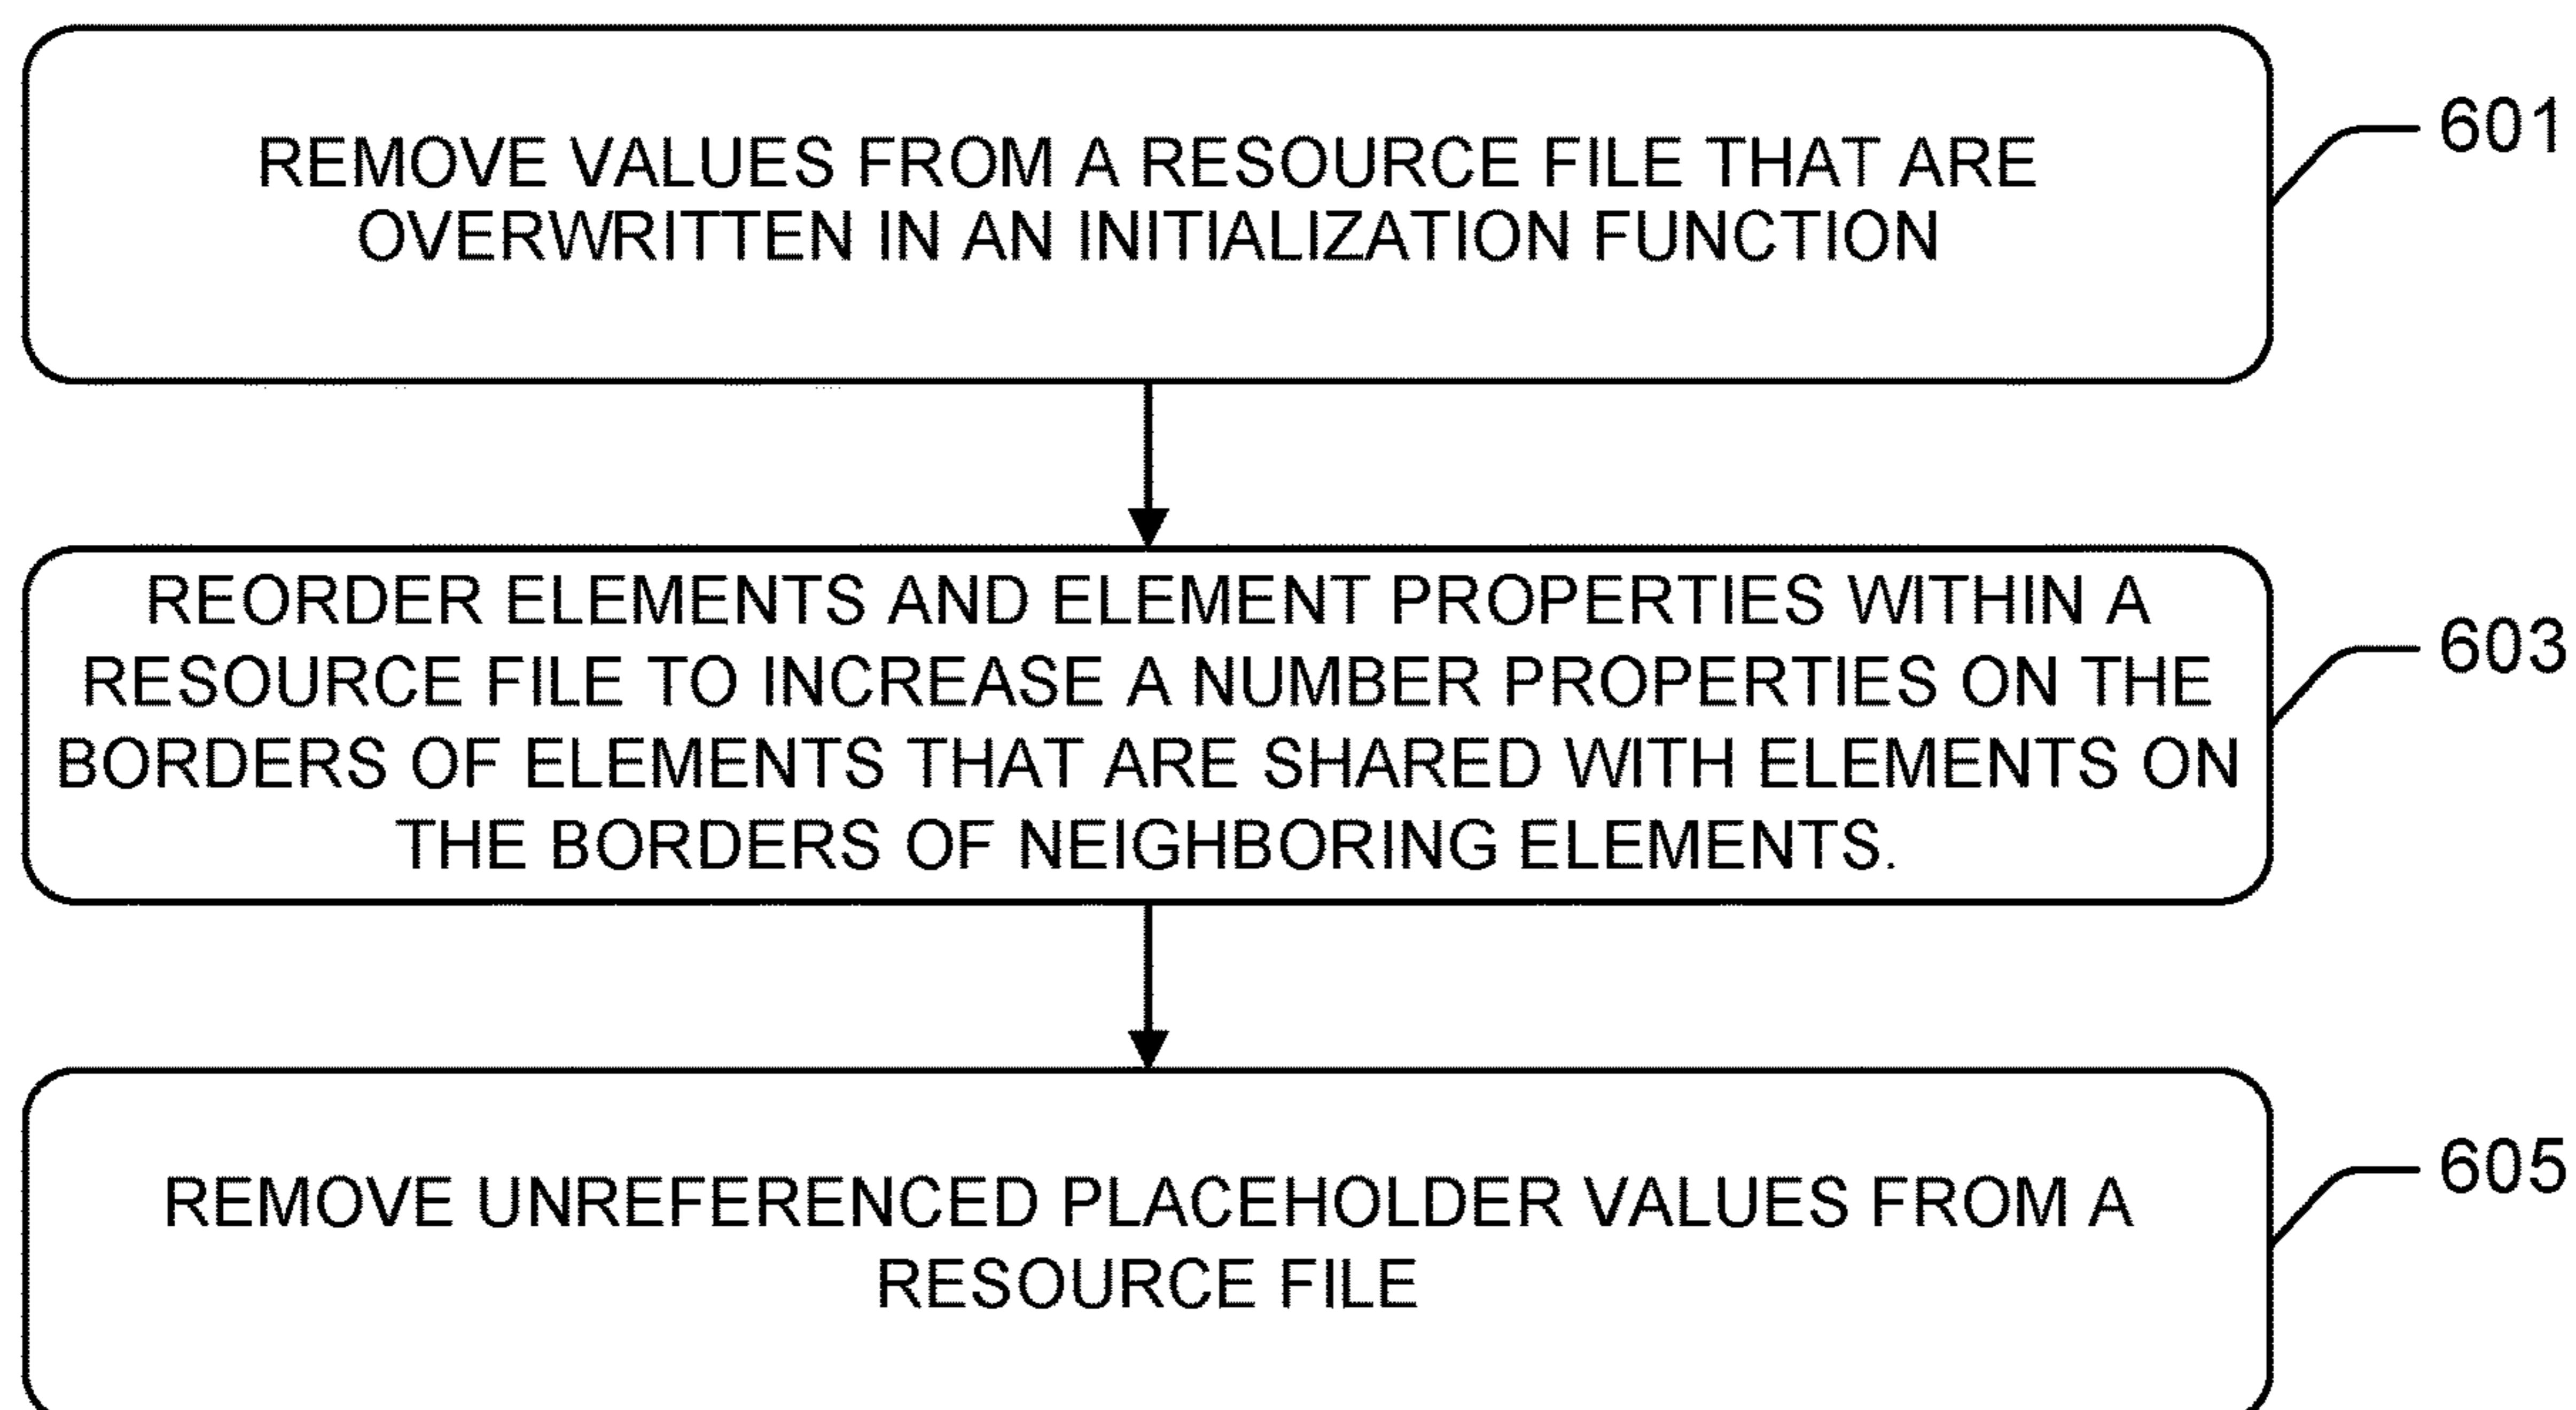 REMOVE VALUES FROM A RESOURCE FILE THAT ARE
OVERWRITTEN IN AN INITIALIZATION FUNCTION
601
REORDER ELEMENTS AND ELEMENT PROPERTIES WITHIN A
RESOURCE FILE TO INCREASE A NUMBER PROPERTIES ON THE
BORDERS OF ELEMENTS THAT ARE SHARED WITH ELEMENTS ON
THE BORDERS OF NEIGHBORING ELEMENTS.
603
REMOVE UNREFERENCED PLACEHOLDER VALUES FROM A
RESOURCE FILE
605